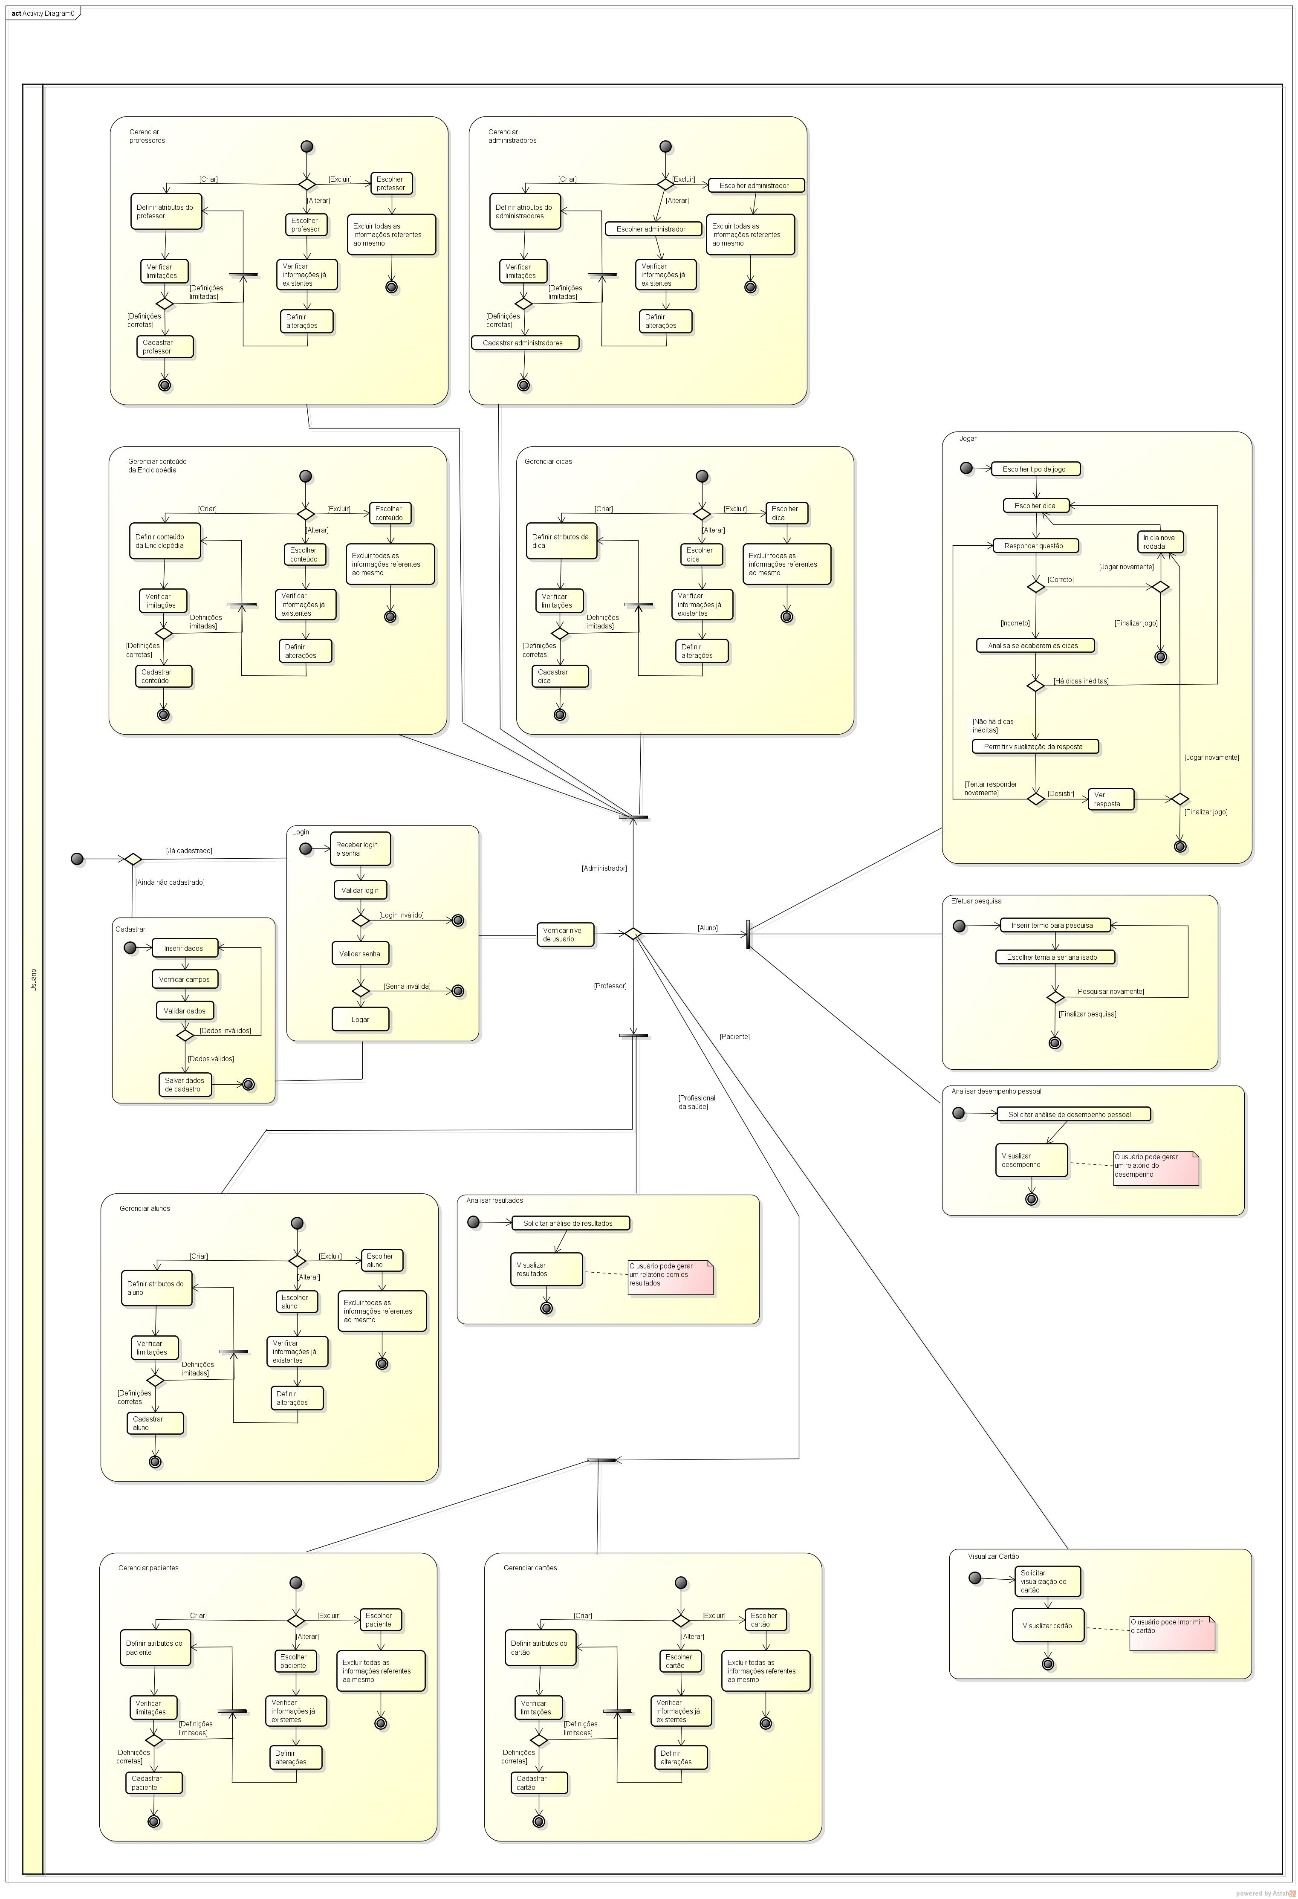 act Activity Diagram0
Usuario
Gerenciar
professores
[Criar]
[Excluir]
Escolher
professor
[Alterar]
Definir atributos do
professor
Escolher
professor
Excluir todas as
informações referentes
ao mesmo
Verificar
limitações
Verificar
informações já
existentes
[Definições
limitadas]
[Definições
corretas]
Definir
alterações
Cadastrar
professor
Gerenciar
administradores
[Criar]
[Excluir]
Escolher administrador
[Alterar]
Definir atributos do
administradores
Escolher administrador
Excluir todas as
informações referentes
ao mesmo
Verificar
limitações
Verificar
informações já
existentes
[Definições
limitadas]
[Definições
corretas]
Definir
alterações
Cadastrar administradores
Gerenciar conteúdo
da Enciclopédia
[Criar]
[Excluir]
Escolher
conteúdo
[Alterar]
Definir conteúdo
da Enciclopédia
Escolher
conteúdo
Excluir todas as
informações referentes
ao mesmo
Verificar
limitações
Verificar
informações já
existentes
Definições
limitadas]
[Definições
corretas]
Definir
alterações
Cadastrar
conteúdo
Gerenciar dicas
[Criar]
[Excluir]
Escolher
dica
[Alterar]
Definir atributos da
dica
Escolher
dica
Excluir todas as
informações referentes
ao mesmo
Verificar
limitações
Verificar
informações já
existentes
Definições
limitadas]
[Definições
corretas]
Definir
alterações
Cadastrar
dica
Jogar
Escolher tipo de jogo
Escolher dica
Responder questão
Inicia nova
rodada
[Jogar novamente]
[Correto]
[Incorreto]
[Finalizar jogo]
Analisa se acabaram as dicas
[Há dicas inéditas]
[Não há dicas
inéditas]
Permitir visualização da resposta
[Jogar novamente]
[Tentar responder
novamente]
[Desistir]
Ver
resposta
[Finalizar jogo]
[Já cadastrado]
[Ainda não cadastrado]
Login
Receber login
e senha
Validar login
[Login inválido]
Validar senha
[Senha inválida]
Logar
Cadastrar
Inserir dados
Verificar campos
Validar dados
[Dados inválidos]
[Dados válidos]
Salvar dados
de cadastro
Verificar nível
de usuário
[Administrador]
[Aluno]
[Professor]
[Paciente]
[Profissional
da saúde]
Efetuar pesquisa
Inserir termo para pesquisa
Escolher tema a ser analisado
Pesquisar novamente]
[Finalizar pesquisa]
Analisar desempenho pessoal
Solicitar análise de desempenho pessoal
Visualizar
desempenho
O usuário pode gerar
um relatório do
desempenho
Gerenciar alunos
[Criar]
[Excluir]
Escolher
aluno
[Alterar]
Definir atributos do
aluno
Escolher
aluno
Excluir todas as
informações referentes
ao mesmo
Verificar
limitações
Verificar
informações já
existentes
Definições
limitadas]
[Definições
corretas
Definir
alterações
Cadastrar
aluno
Analisar resultados
Solicitar análise de resultados
Visualizar
resultados
O usuário pode gerar
um relatório com os
resultados
Gerenciar pacientes
Criar
[Excluir]
Escolher
paciente
[Alterar]
Definir atributos do
paciente
Escolher
paciente
Excluir todas as
informações referentes
ao mesmo
Verificar
limitações
Verificar
informações já
existentes
[Definições
limitadas]
Definições
corretas]
Definir
alterações
Cadastrar
paciente
Gerenciar cartões
[Criar]
[Excluir]
Escolher
cartão
[Alterar]
Definir atributos do
cartão
Escolher
cartão
Excluir todas as
informações referentes
ao mesmo
Verificar
limitações
Verificar
informações já
existentes
[Definições
limitadas]
Definições
corretas]
Definir
alterações
Cadastrar
cartão
Visualizar Cartão
Solicitar
visualização do
cartão
Visualizar cartão
O usuário pode imprimir
o cartão
powered by Astah